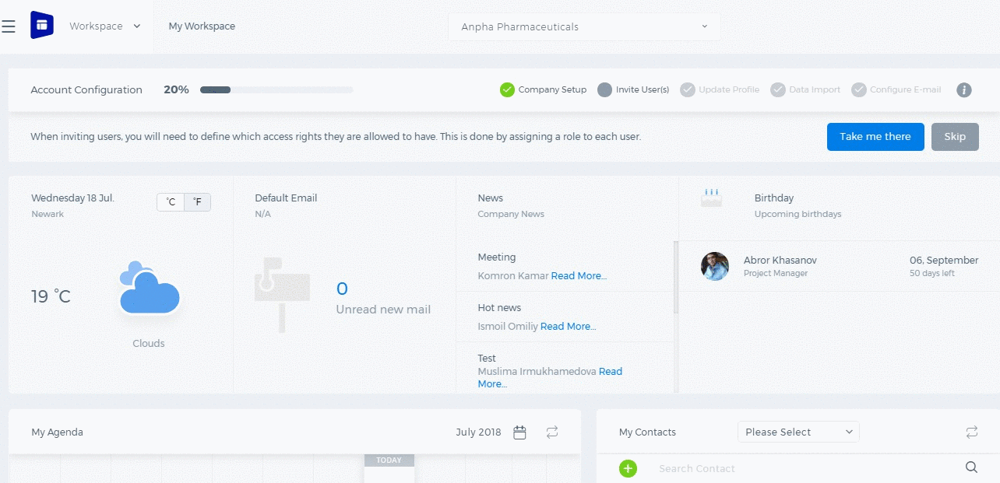 Workspace
My Workspace
Anpha Pharmaceuticals
Account Configuration 20%
Company Setup
Invite User(s)
Update Profile
Data Import
Configure E-mail
i
When inviting users, you will need to define which access rights they are allowed to have. This is done by assigning a role to each user.
Take me there
Skip
Wednesday 18 Jul.
Newark
°C
°F
19 °C
Clouds
Default Email
N/A
0
Unread new mail
News
Company News
Meeting
Komron Kamar Read More...
Hot news
Ismoil Omiliy Read More...
Test
Muslima Irmukhamedova Read
More...
Birthday
Upcoming birthdays
Abror Khasanov
Project Manager
06, September
50 days left
My Agenda
July 2018
TODAY
My Contacts
Please Select
Search Contact